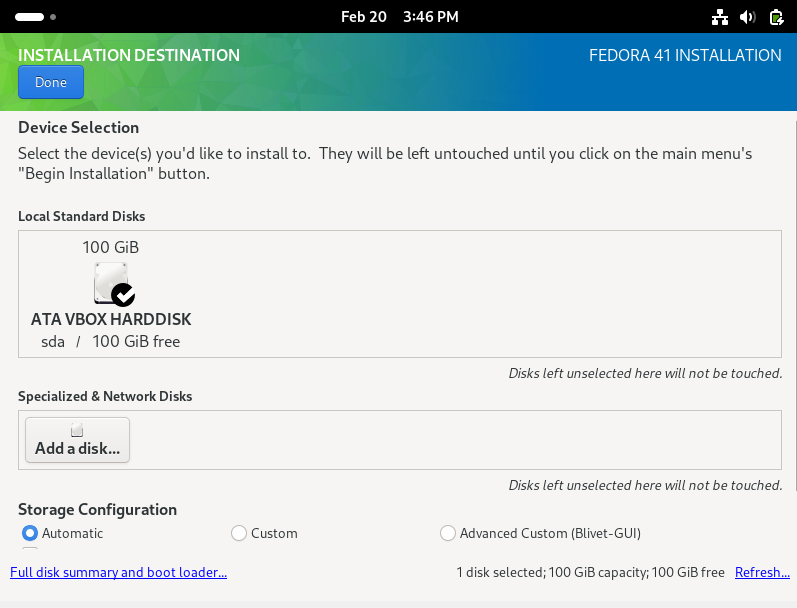 Feb 20 3:46 PM
INSTALLATION DESTINATION
FEDORA 41 INSTALLATION
Done
Device Selection
Select the device(s) you'd like to install to. They will be left untouched until you click on the main menu's
"Begin Installation" button.
Local Standard Disks
100 GiB
ATA VBOX HARDDISK
sda / 100 GiB free
Disks left unselected here will not be touched.
Specialized & Network Disks
Add a disk...
Disks left unselected here will not be touched.
Storage Configuration
Automatic Custom Advanced Custom (Blivet-GUI)
Full disk summary and boot loader... 1 disk selected; 100 GiB capacity; 100 GiB free Refresh...